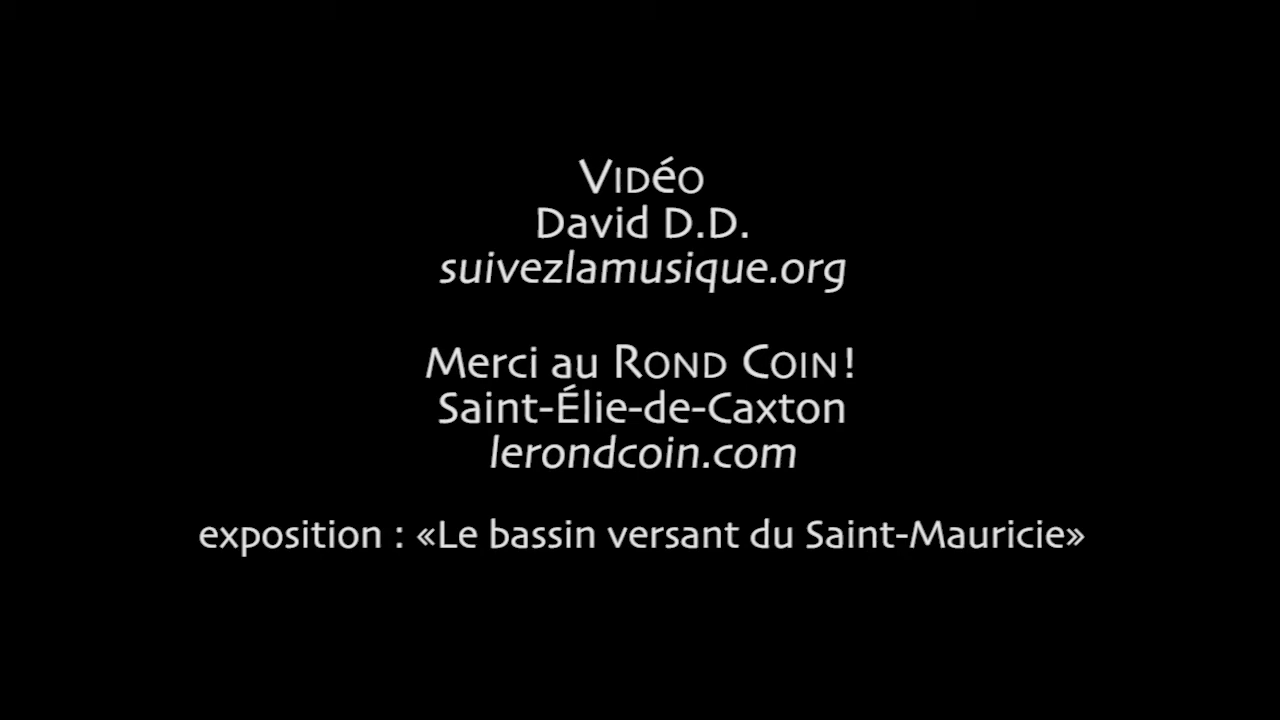 Vidéo
David D.D.
suivezlamusique.org
Merci au Rond Coin!
Saint-Élie-de-Caxton
lerondcoin.com
exposition : «Le bassin versant du Saint-Mauricie»